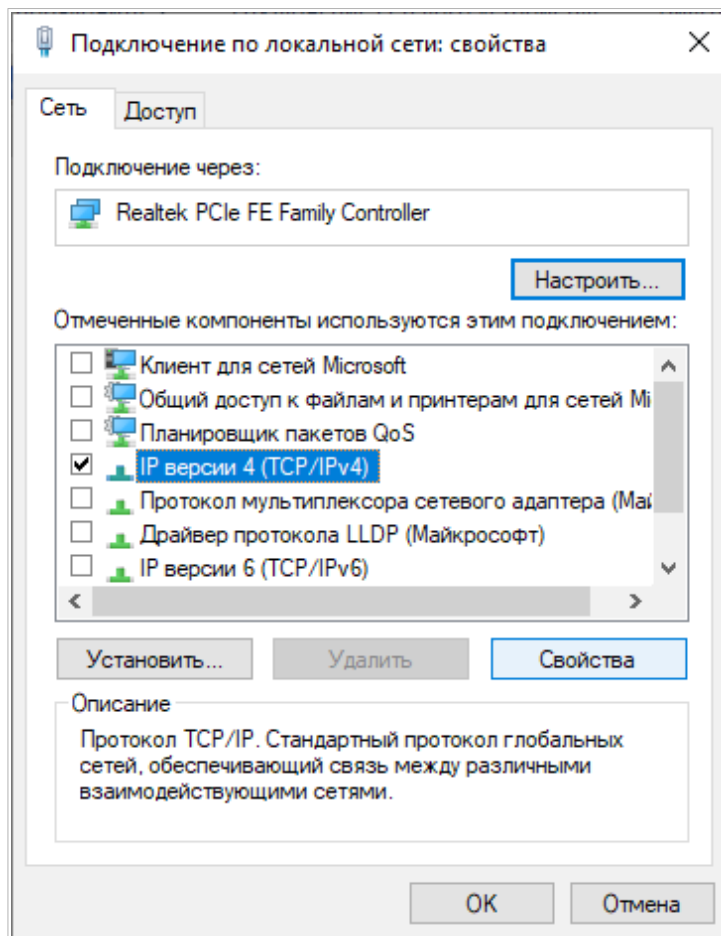 Подключение по локальной сети: свойства
Сеть
Доступ
Подключение через:
Realtek PCIe FE Family Controller
Настроить...
Отмеченные компоненты используются этим подключением:
Клиент для сетей Microsoft
Общий доступ к файлам и принтерам для сетей Mi
Планировщик пакетов QoS
IP версии 4 (TCP/IPv4)
Протокол мультиплексора сетевого адаптера (Май
Драйвер протокола LLDP (Майкрософт)
IP версии 6 (TCP/IPv6)
Установить...
Удалить
Свойства
Описание
Протокол TCP/IP. Стандартный протокол глобальных
сетей, обеспечивающий связь между различными
взаимодействующими сетями.
OK
Отмена